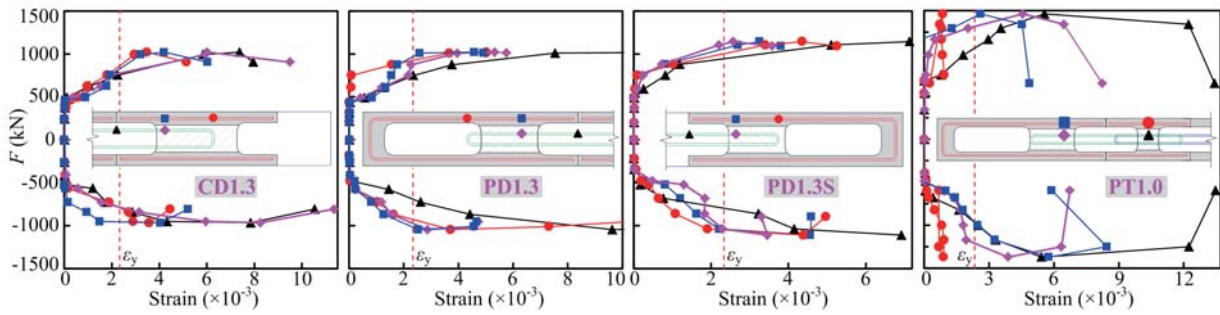 1500
1000
500
0
-500
-1000
-1500
F (kN)
CD1.3
εy
0 2 4 6 8 10
Strain (×10-3)
PD1.3
εy
0 2 4 6 8 10
Strain (×10-3)
PD1.3S
εy
0 2 4 6
Strain (×10-3)
PT1.0
εy
0 3 6 9 12
Strain (×10-3)